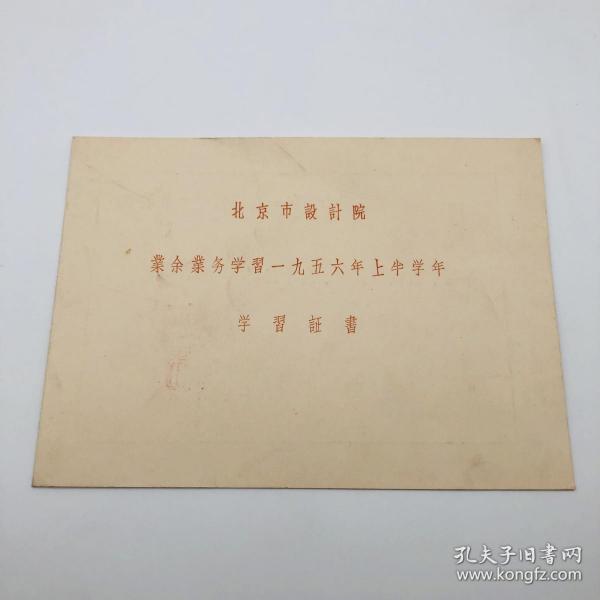 北京市設計院
業余業务学習一九五六年上半学年
学習証書
孔夫子旧書网
www.kongfz.com